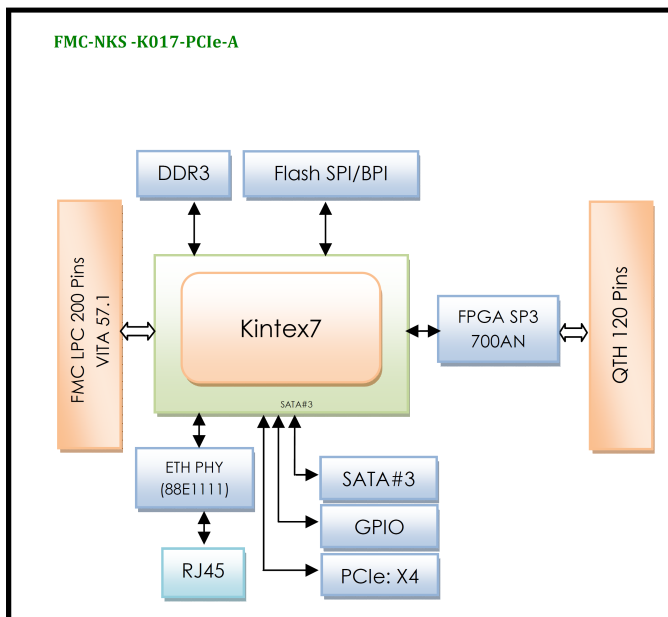 FMC-NKS -K017-PCIe-A
DDR3
Flash SPI/BPI
FMC LPC 200 Pins
VITA 57.1
Kintex7
SATA#3
FPGA SP3
700AN
QTH 120 Pins
ETH PHY
(88E1111)
RJ45
SATA#3
GPIO
PCIe: X4